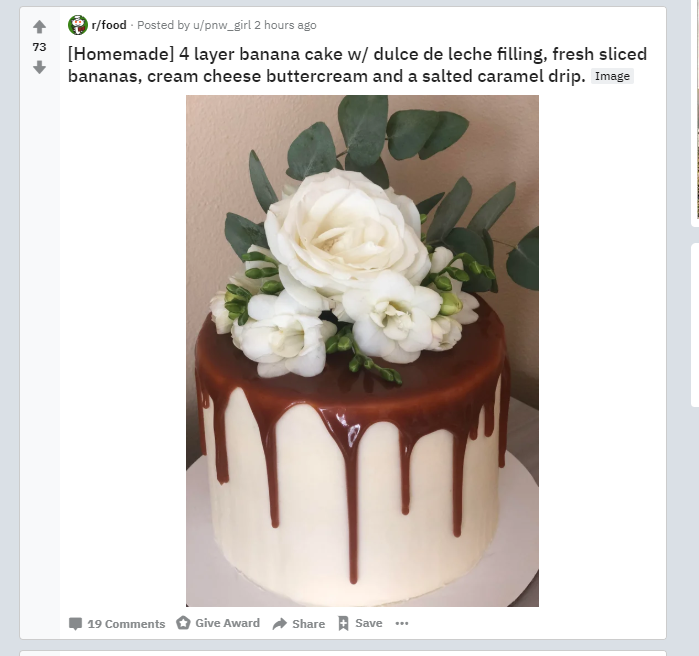 r/food · Posted by u/pnw_girl 2 hours ago
73
[Homemade] 4 layer banana cake w/ dulce de leche filling, fresh sliced
bananas, cream cheese buttercream and a salted caramel drip. Image
19 Comments Give Award Share Save ...